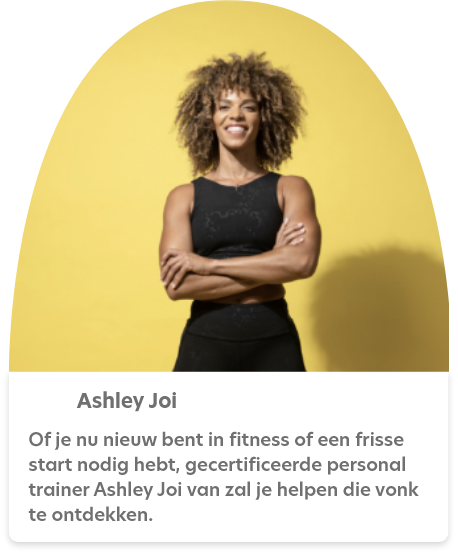 Ashley Joi
Of je nu nieuw bent in fitness of een frisse
start nodig hebt, gecertificeerde personal
trainer Ashley Joi van zal je helpen die vonk
te ontdekken.